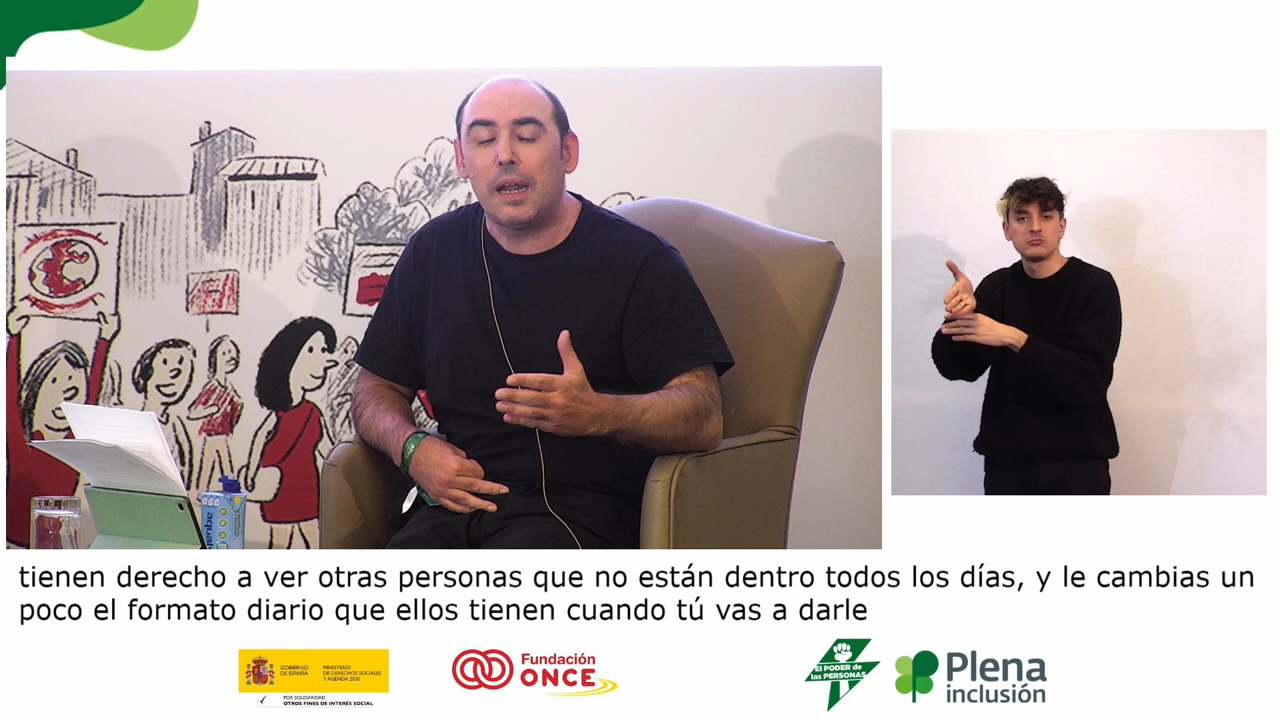 tienen derecho a ver otras personas que no están dentro todos los días, y le cambias un
poco el formato diario que ellos tienen cuando tú vas a darle
GOBIERNO
DE ESPAÑA
MINISTERIO
DE DERECHOS SOCIALES
Y AGENDA 2030
POR SOLIDARIDAD
OTROS FINES DE INTERÉS SOCIAL
Fundación
ONCE
EL PODER DE
las PERSONAS
Plena
inclusión